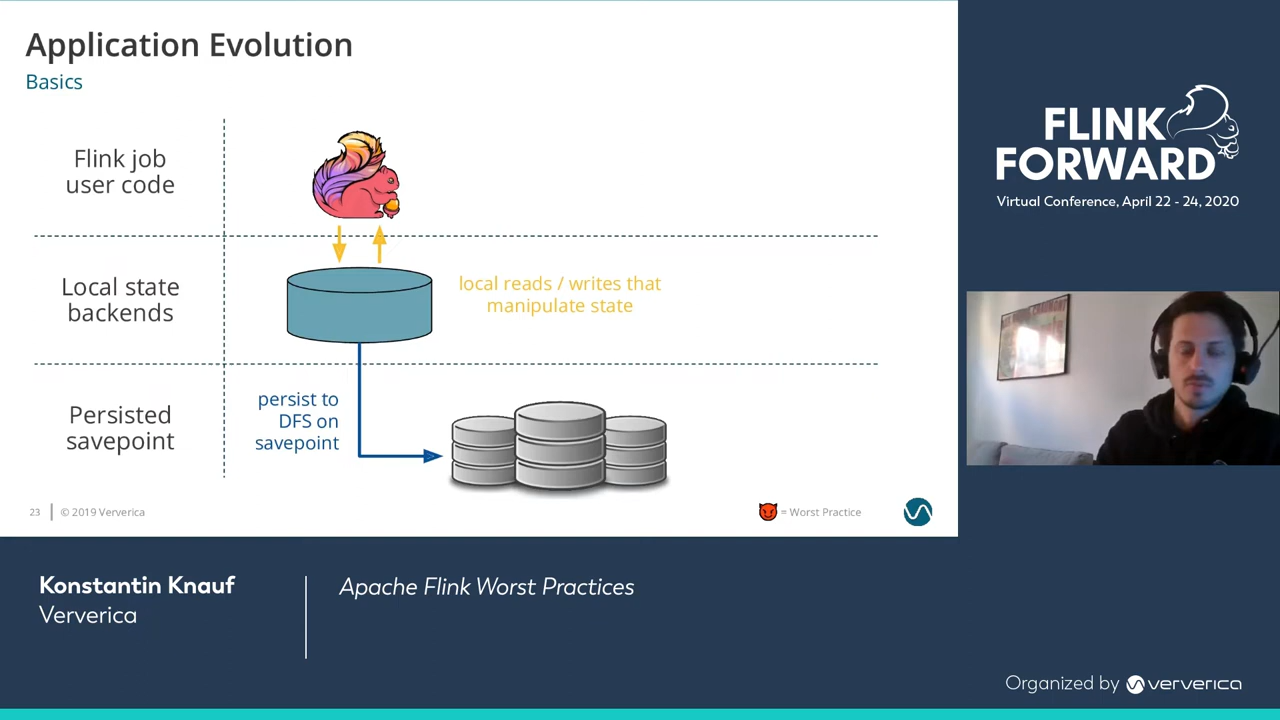 Application Evolution
Basics
Flink job
user code
Local state
backends
local reads / writes that
manipulate state
Persisted
savepoint
persist to
DFS on
savepoint
23
© 2019 Ververica
= Worst Practice
FLINK
FORWARD
Virtual Conference, April 22 - 24, 2020
Konstantin Knauf
Ververica
Apache Flink Worst Practices
Organized by ververica